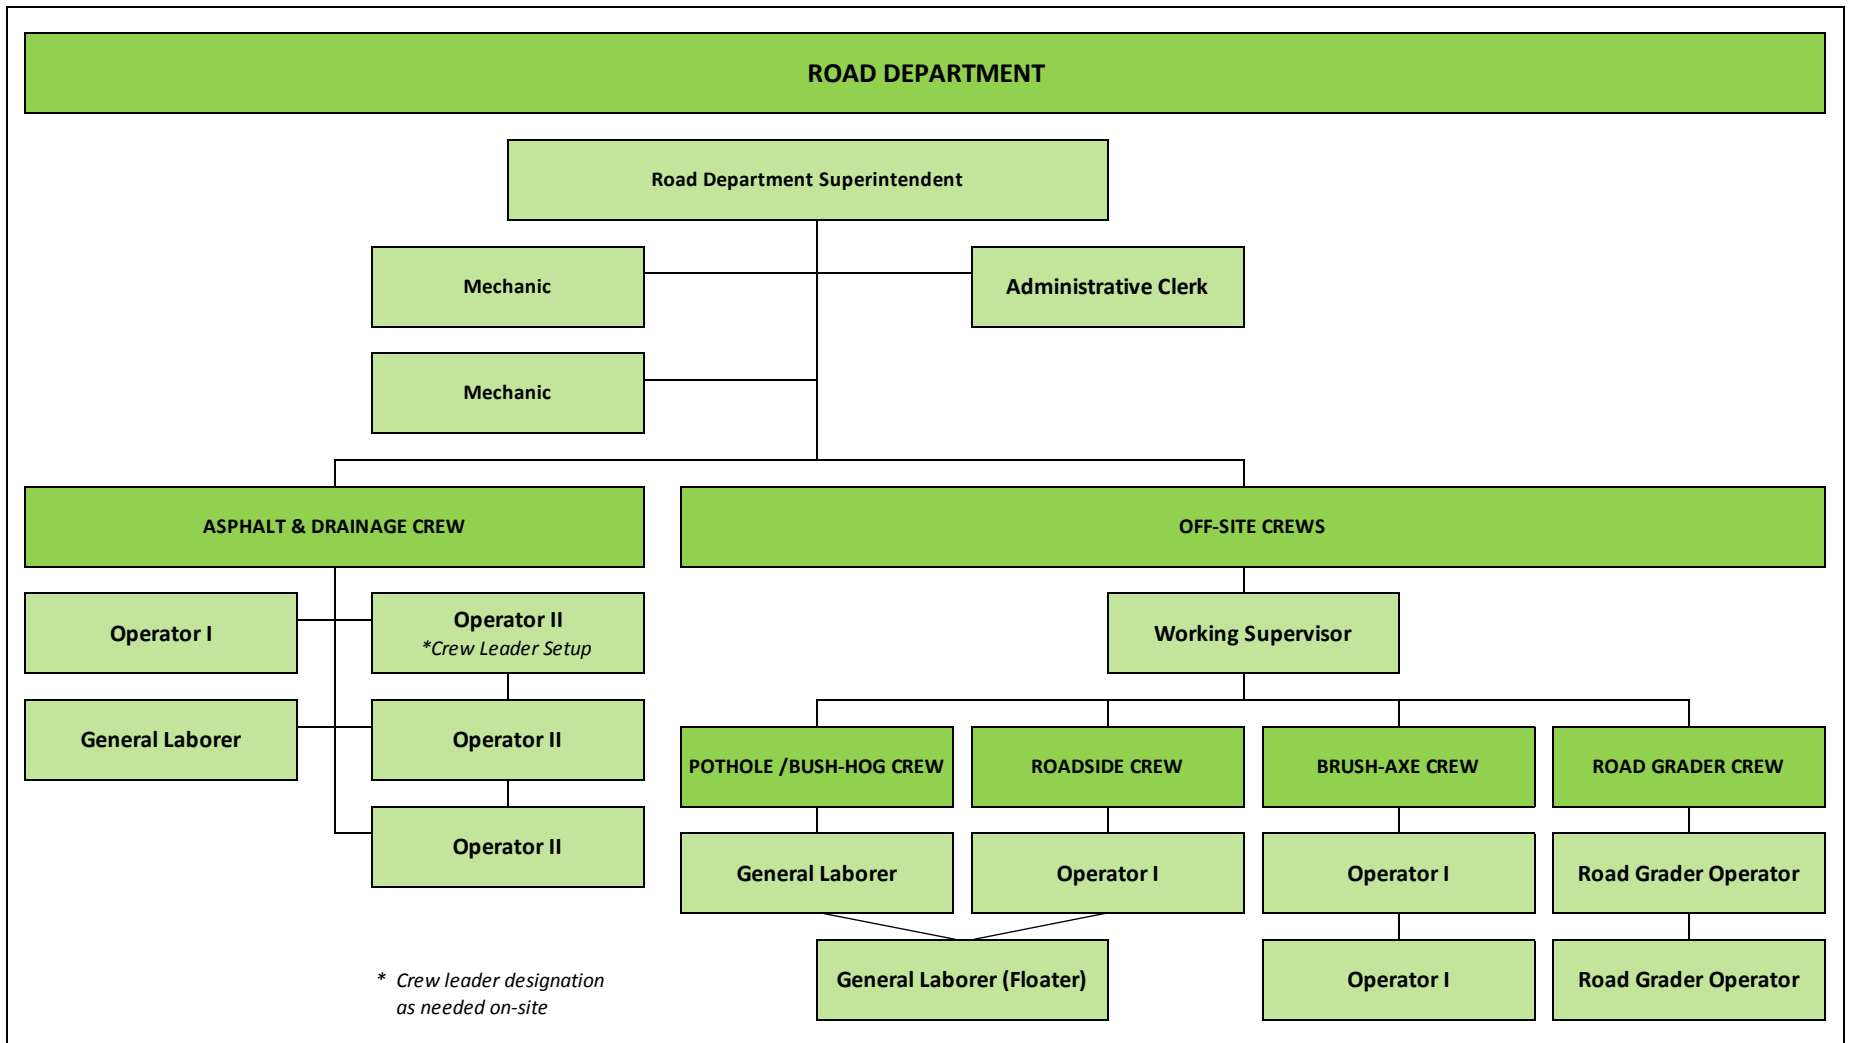 ROAD DEPARTMENT
Road Department Superintendent
Mechanic
Administrative Clerk
Mechanic
ASPHALT & DRAINAGE CREW
OFF-SITE CREWS
Operator I
Operator II
*Crew Leader Setup
Working Supervisor
General Laborer
Operator II
POTHOLE /BUSH-HOG CREW
ROADSIDE CREW
BRUSH-AXE CREW
ROAD GRADER CREW
Operator II
General Laborer
Operator I
Operator I
Road Grader Operator
General Laborer (Floater)
Operator I
Road Grader Operator
* Crew leader designation
as needed on-site